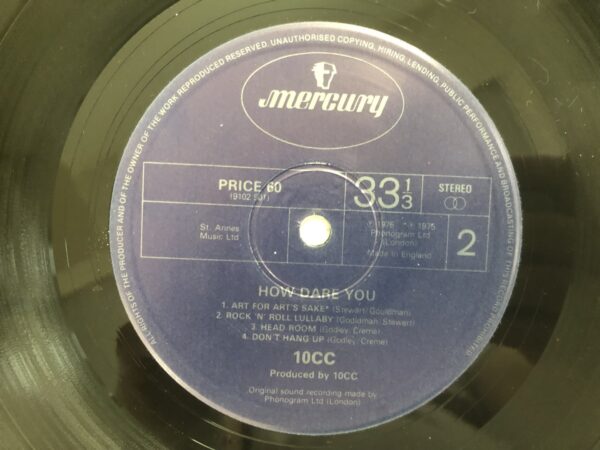 ALL RIGHTS OF THE PRODUCER AND OF THE OWNER OF THE WORK REPRODUCED RESERVED. UNAUTHORISED COPYING, HIRING, LENDING, PUBLIC PERFORMANCE AND BROADCASTING OF THIS RECORD PROHIBITED
mercury
PRICE 60
33 1/3
STEREO
St. Annes
Music Ltd
℗ 1976 * ℗ 1975
Phonogram Ltd
(London)
Made in England
2
HOW DARE YOU
1. ART FOR ART'S SAKE* (Stewart/Gouldman)
2. ROCK 'N' ROLL LULLABY (Gouldman Stewart)
3. HEAD ROOM (Godley, Creme)
4. DON'T HANG UP (Godley Creme)
10CC
Produced by 10CC
Original sound recording made by
Phonogram Ltd (London)